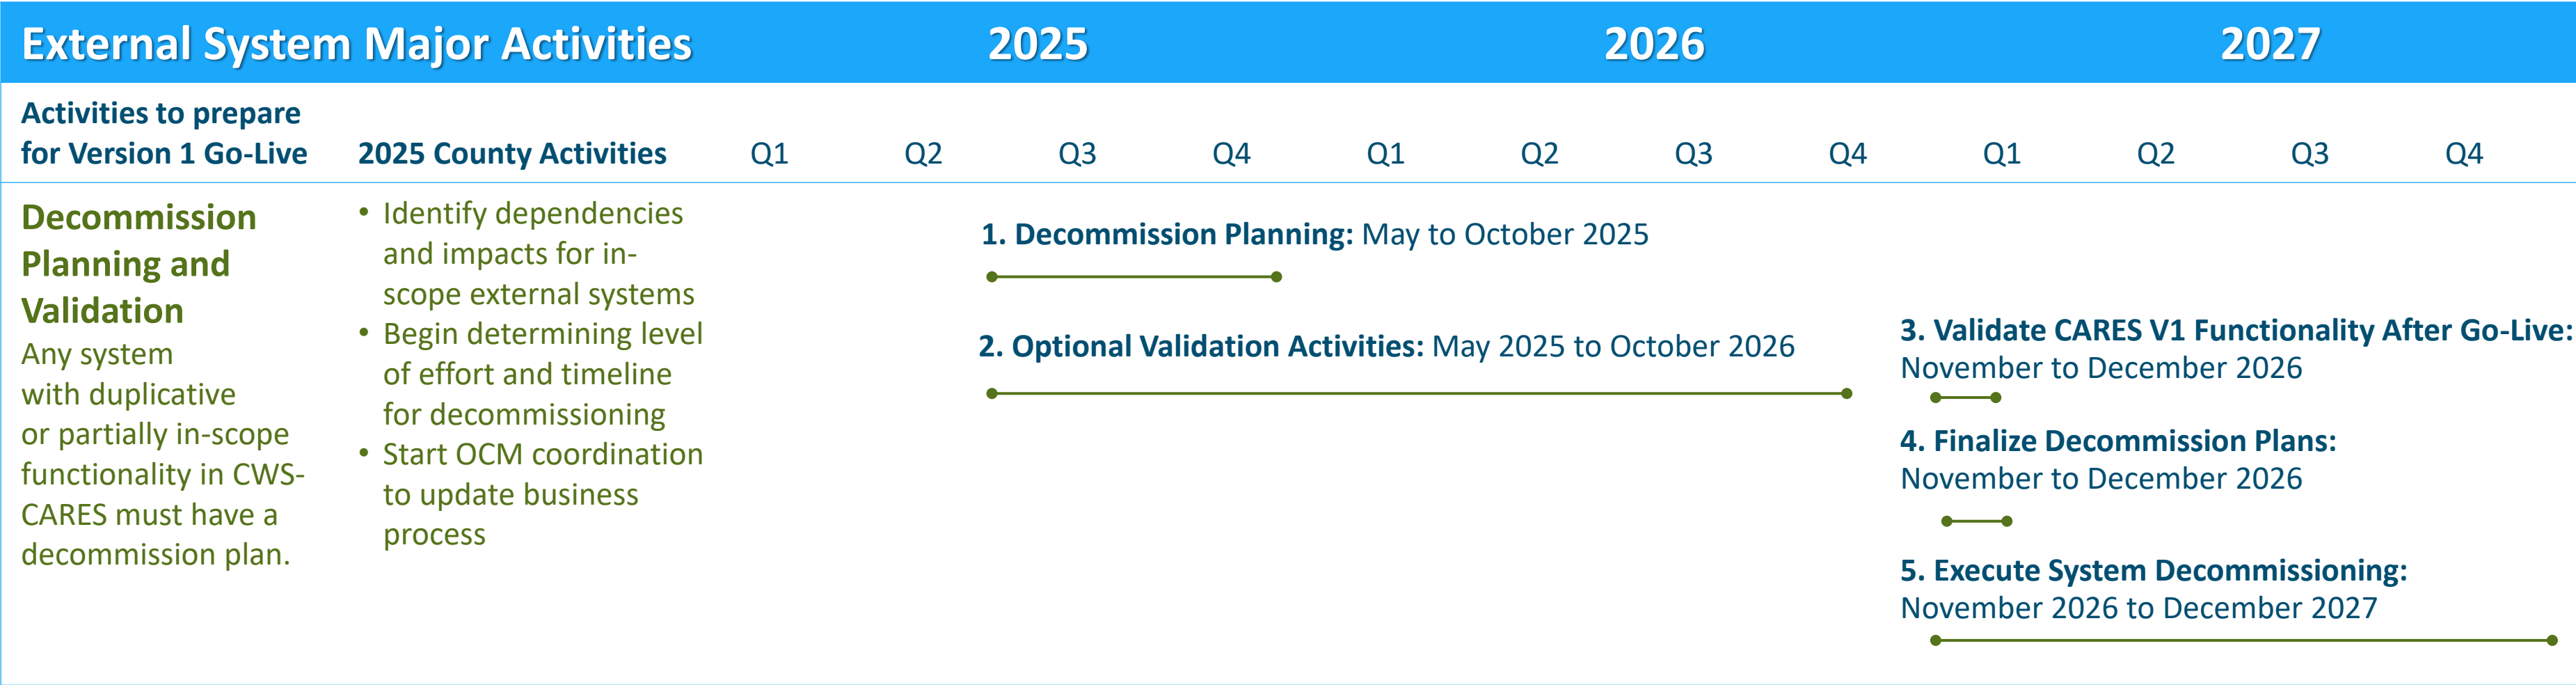 External System Major Activities 2025 2026 2027
Activities to prepare
for Version 1 Go-Live
2025 County Activities
Q1 Q2 Q3 Q4 Q1 Q2 Q3 Q4 Q1 Q2 Q3 Q4
Decommission
Planning and
Validation
Any system
with duplicative
or partially in-scope
functionality in CWS-
CARES must have a
decommission plan.
• Identify dependencies
and impacts for in-
scope external systems
• Begin determining level
of effort and timeline
for decommissioning
• Start OCM coordination
to update business
process
1. Decommission Planning: May to October 2025
2. Optional Validation Activities: May 2025 to October 2026
3. Validate CARES V1 Functionality After Go-Live:
November to December 2026
4. Finalize Decommission Plans:
November to December 2026
5. Execute System Decommissioning:
November 2026 to December 2027